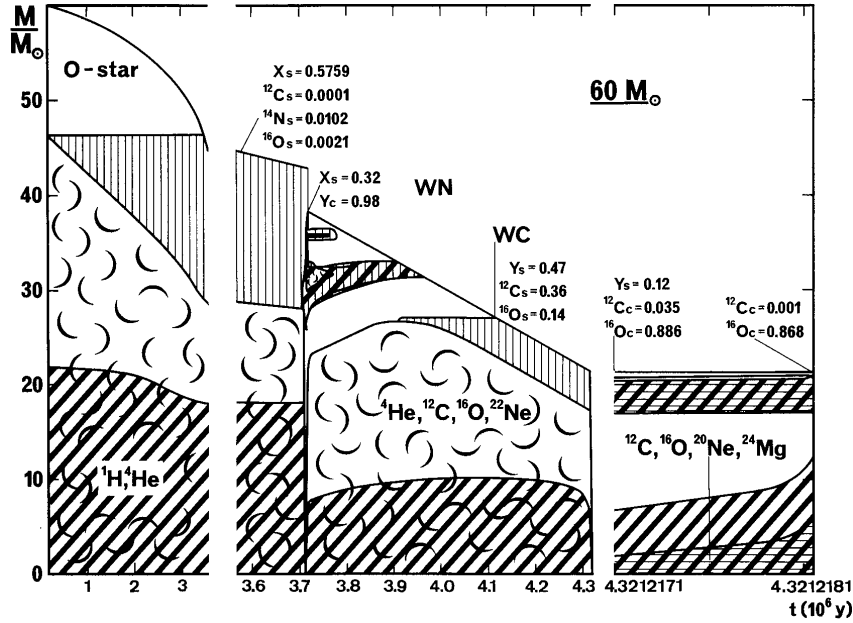 M/M☉
O-star
50
40
30
20
10
0
Xs=0.5759
¹²Cs=0.0001
¹⁴Ns=0.0102
¹⁶Os=0.0021
Xs=0.32
Yc=0.98
WN
WC
Ys=0.47
¹²Cs=0.36
¹⁶Os=0.14
60 M☉
Ys=0.12
¹²Cc=0.035
¹⁶Oc=0.886
¹²Cc=0.001
¹⁶Oc=0.868
¹H,⁴He
⁴He,¹²C,¹⁶O,²²Ne
¹²C,¹⁶O,²⁰Ne,²⁴Mg
1 2 3 3.6 3.7 3.8 3.9 4.0 4.1 4.2 4.3 4.3212171 4.3212181
t (10⁶ y)